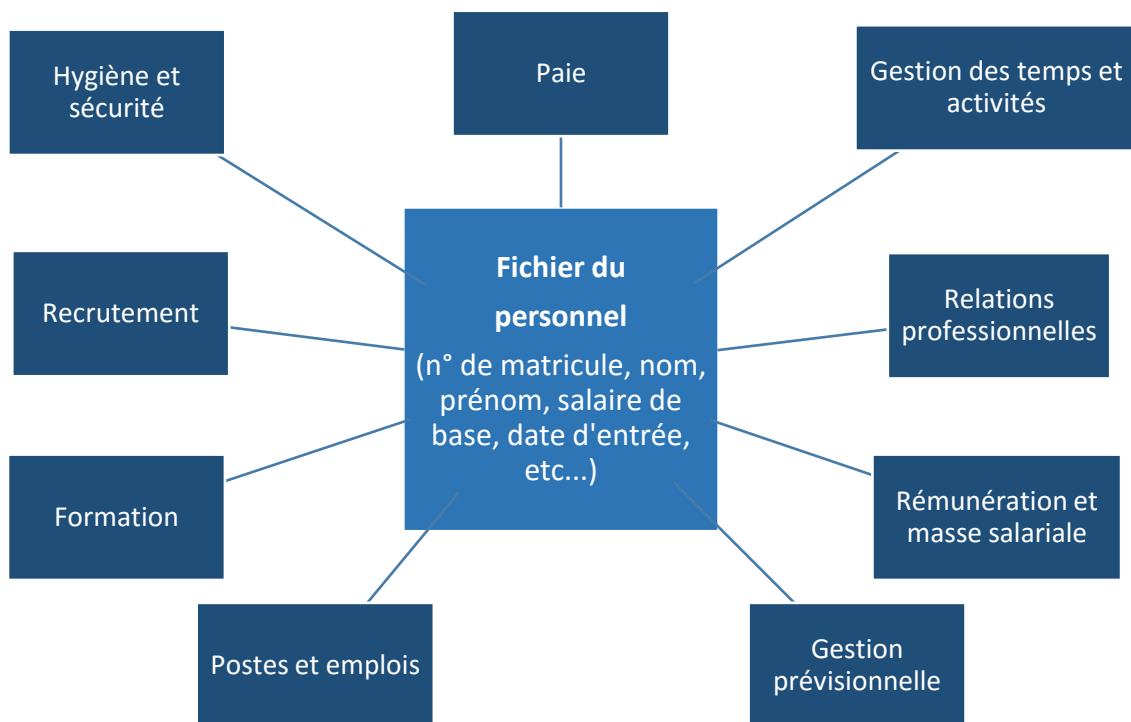 Hygiène et
sécurité
Paie
Gestion des temps et
activités
Recrutement
Fichier du
personnel
(n° de matricule, nom,
prénom, salaire de
base, date d'entrée,
etc...)
Relations
professionnelles
Formation
Rémunération et
masse salariale
Postes et emplois
Gestion
prévisionnelle